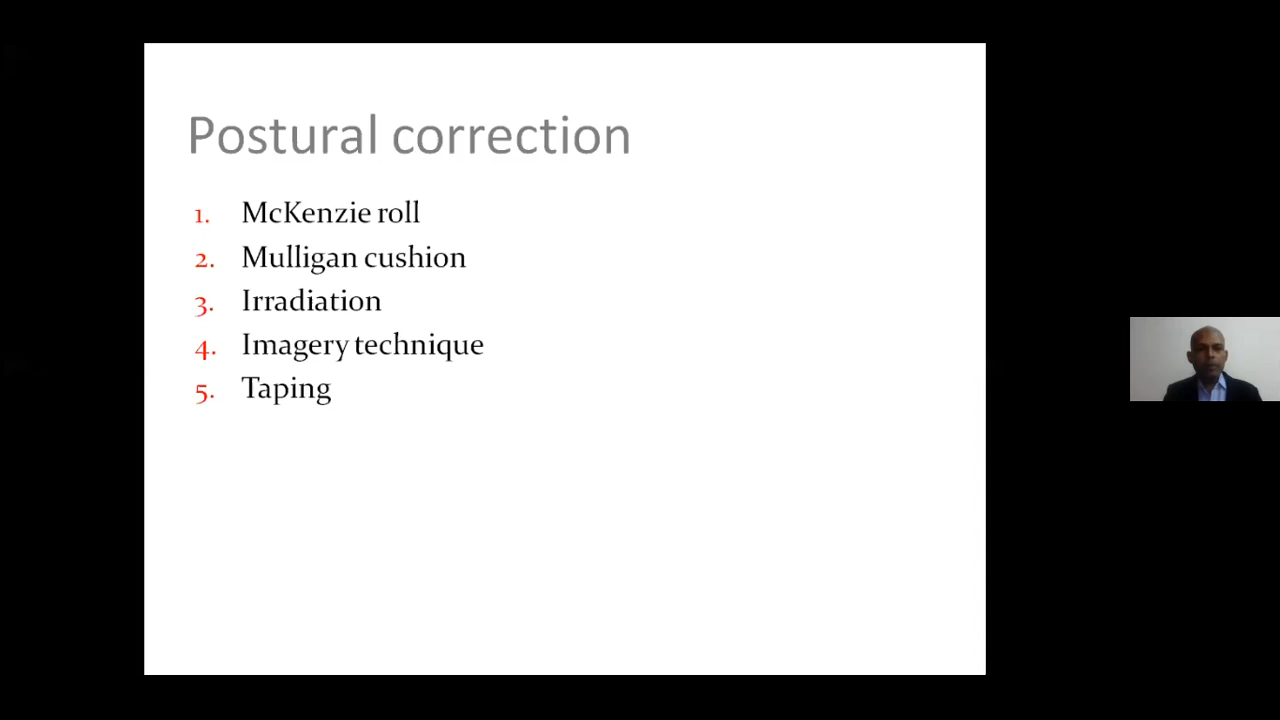 Postural correction
1. McKenzie roll
2. Mulligan cushion
3. Irradiation
4. Imagery technique
5. Taping